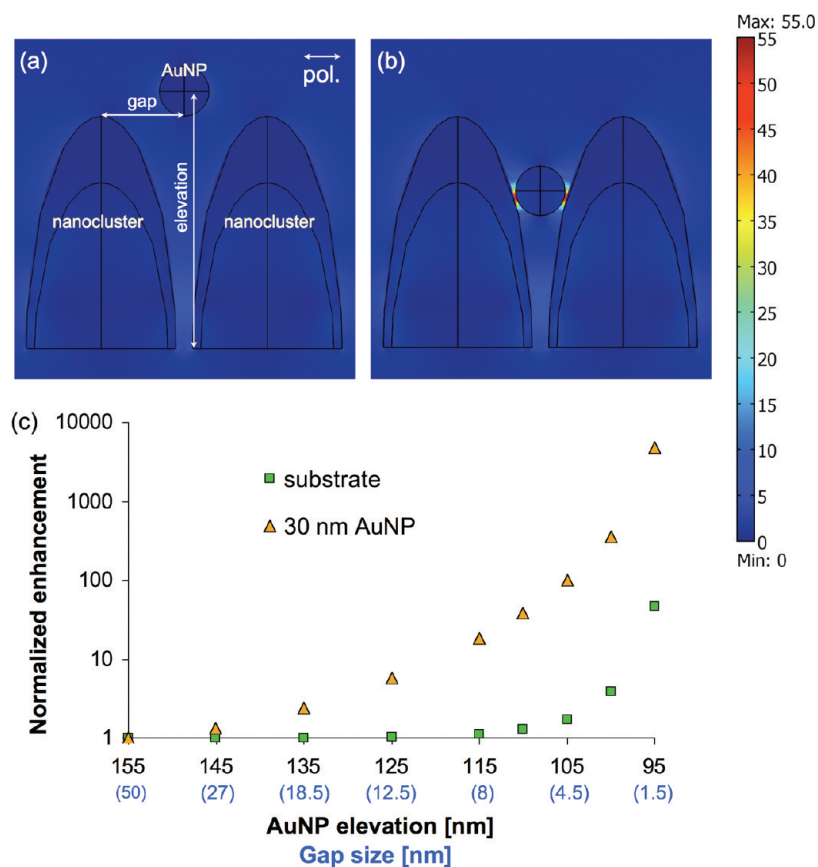 (a)
AuNP
pol.
gap
elevation
nanocluster
nanocluster
(b)
Max: 55.0
55
50
45
40
35
30
25
20
15
10
5
0
Min: 0
(c)
Normalized enhancement
10000
1000
100
10
1
substrate
30 nm AuNP
155 145 135 125 115 105 95
(50) (27) (18.5) (12.5) (8) (4.5) (1.5)
AuNP elevation [nm]
Gap size [nm]